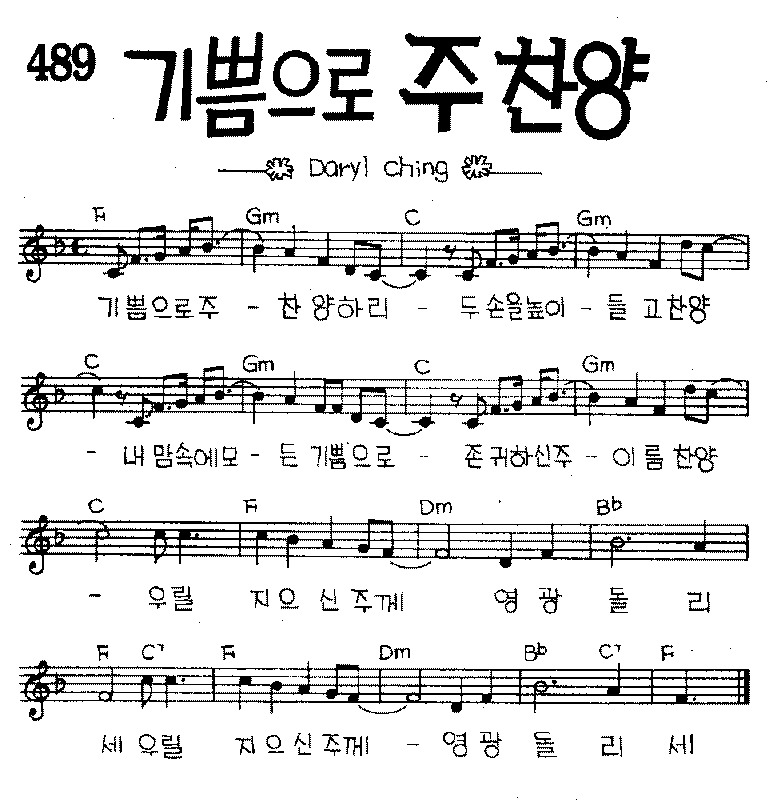 489 기쁨으로 주 찬양
Daryl Ching
F Gm C Gm
기쁨으로주 - 찬양하리 - 두손을높이 - 들고찬양
C Gm C Gm
- 내맘속에모 - 든기쁨으로 - 존귀하신주 - 이름찬양
C F Dm Bb
- 우릴 지으신주께 영광돌리
F C7 F Dm Bb C7 F
세우릴 지으신주께 - 영광돌리세